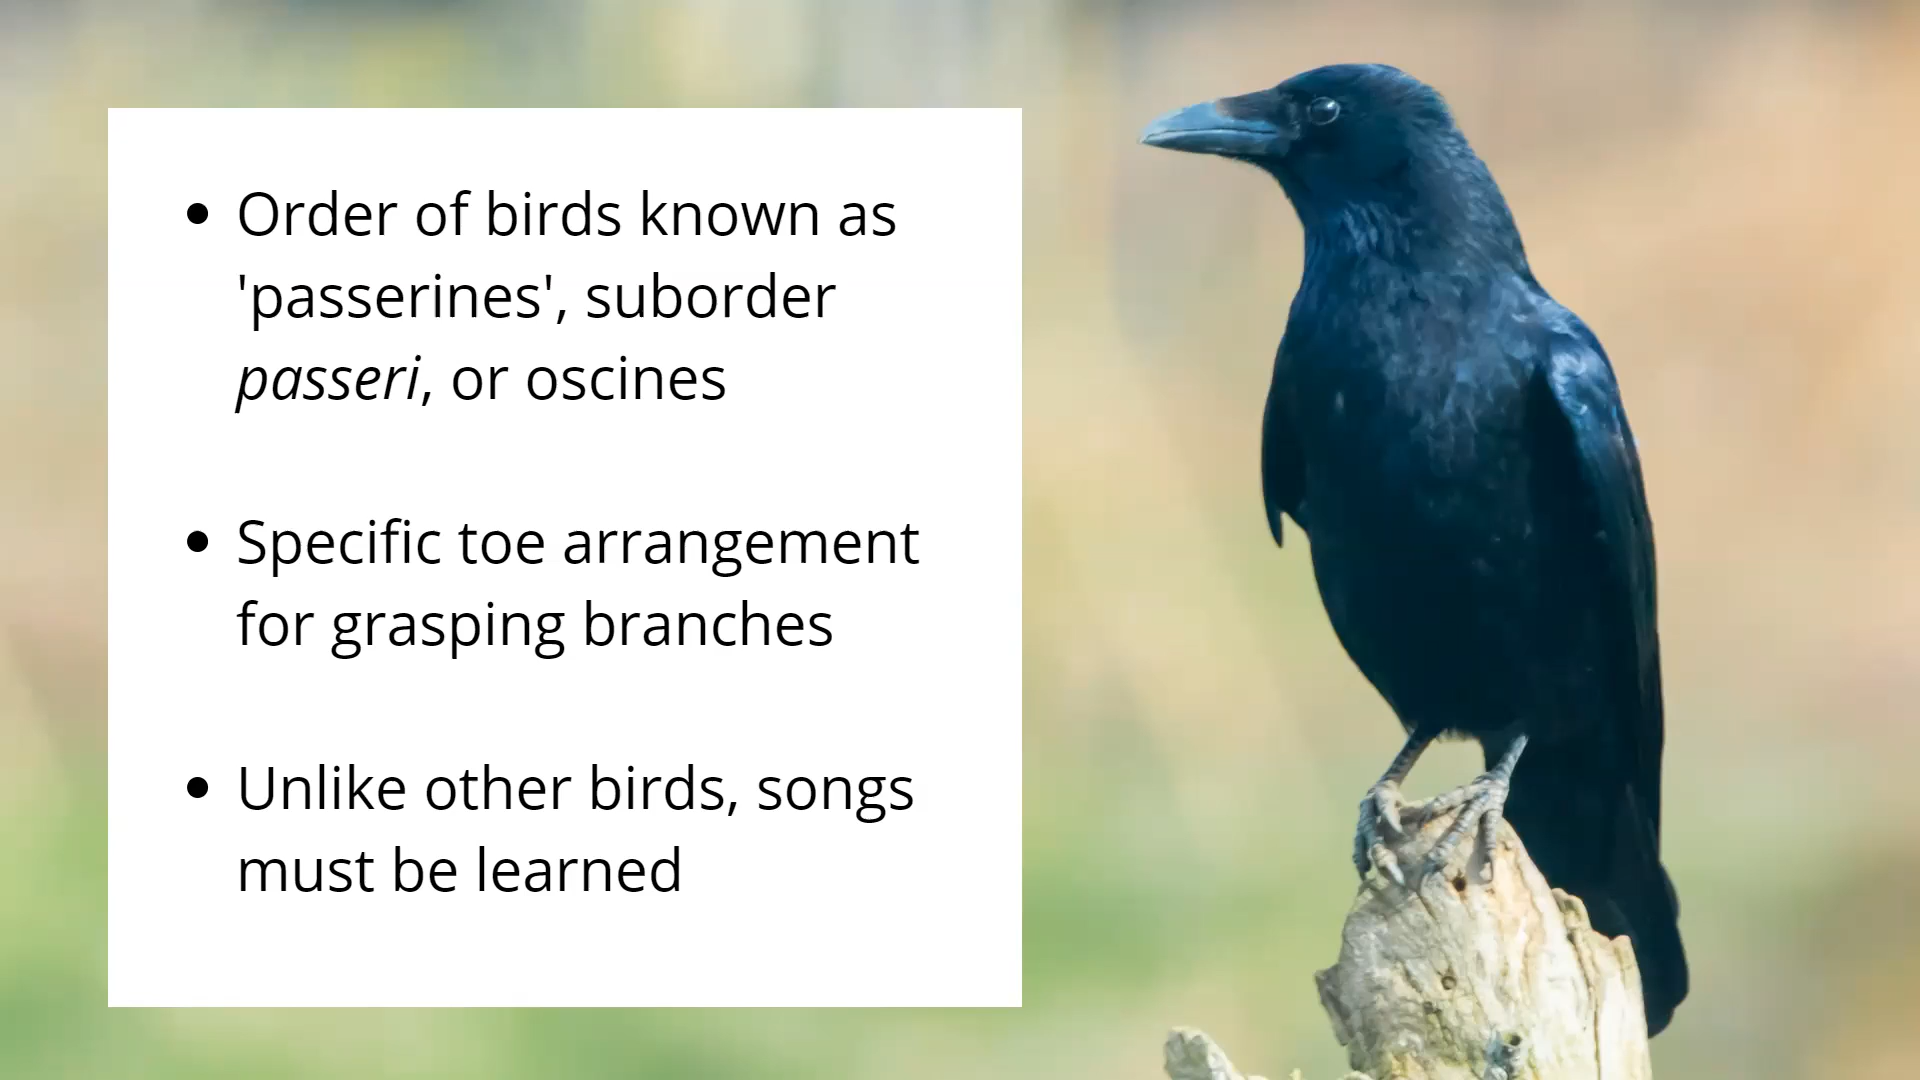 • Order of birds known as
'passerines', suborder
passeri, or oscines
• Specific toe arrangement
for grasping branches
• Unlike other birds, songs
must be learned